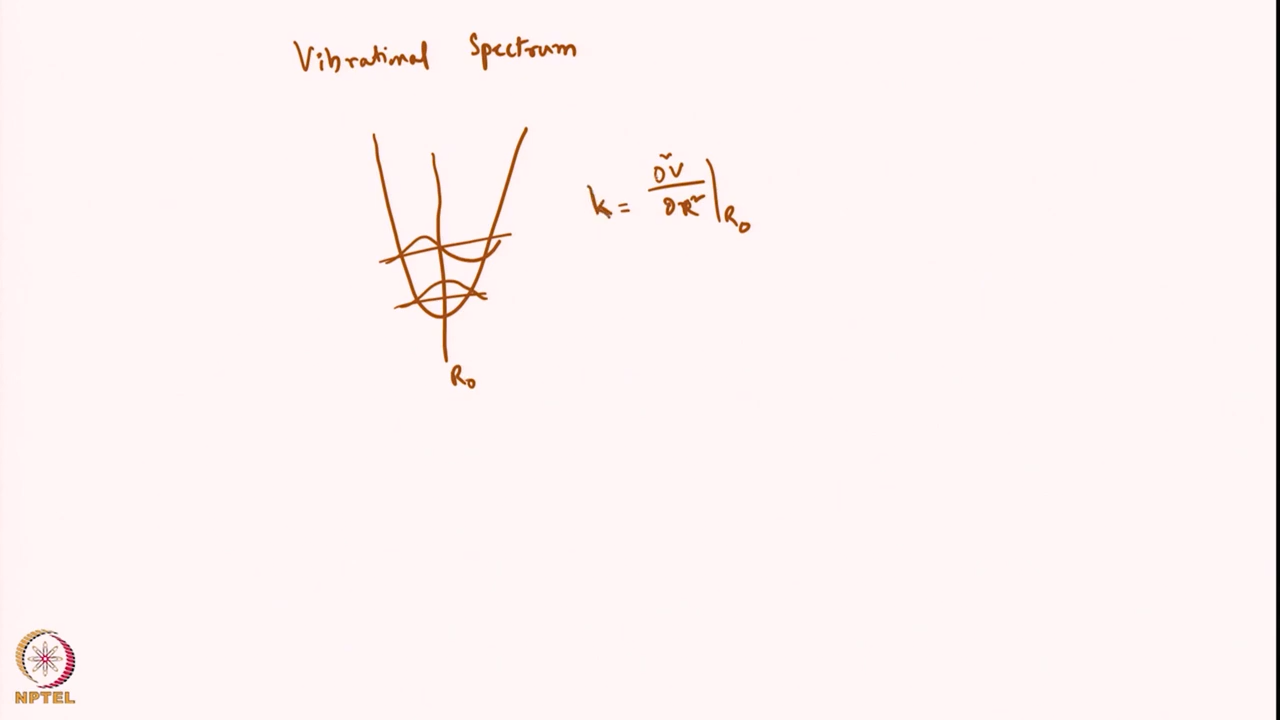 Vibrational Spectrum
k = ∂²V / ∂R² |R₀
R₀
NPTEL